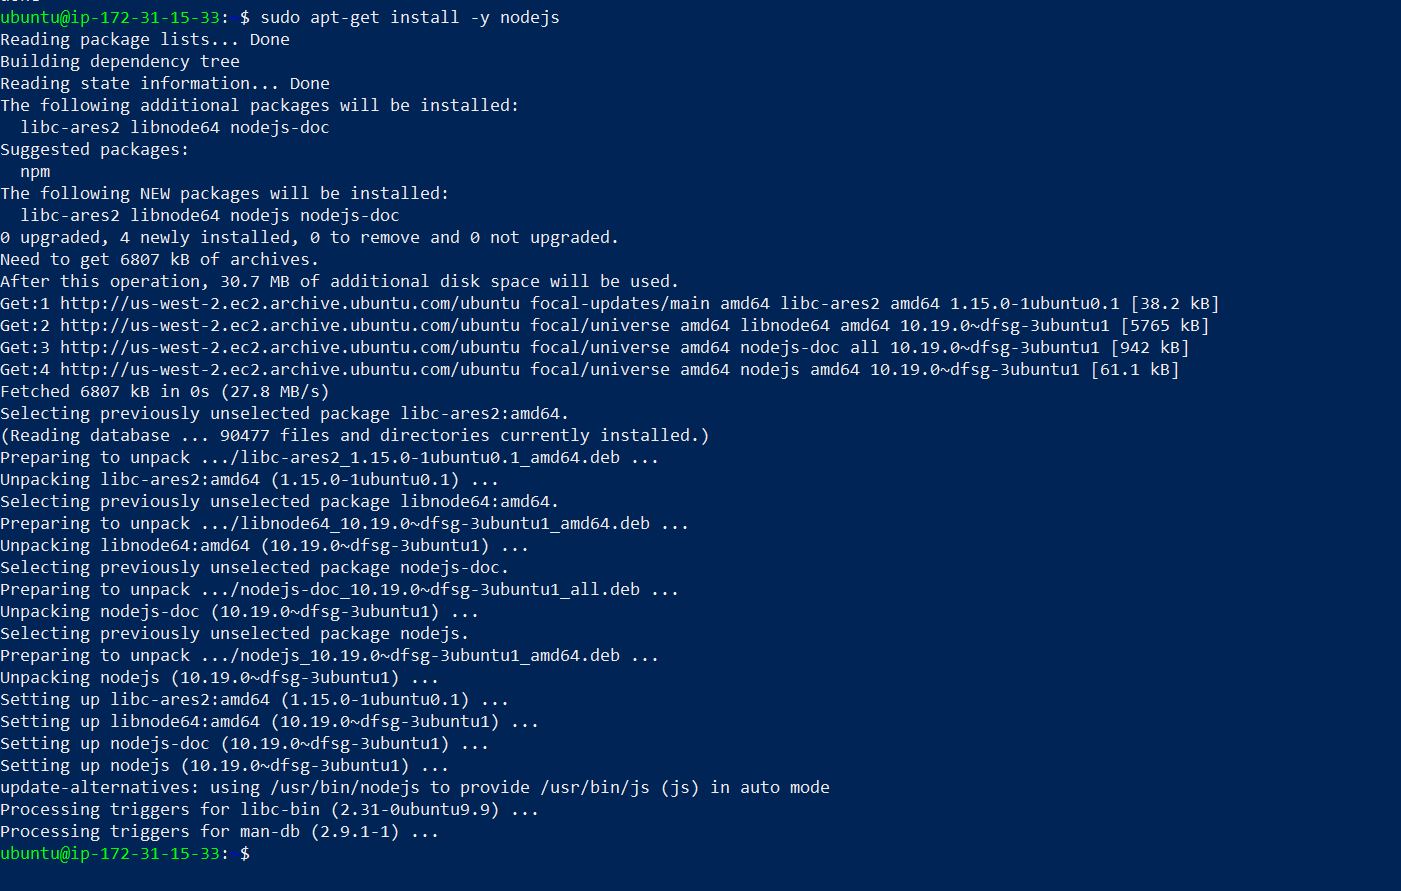 ubuntu@ip-172-31-15-33:~$ sudo apt-get install -y nodejs
Reading package lists... Done
Building dependency tree
Reading state information... Done
The following additional packages will be installed:
  libc-ares2 libnode64 nodejs-doc
Suggested packages:
  npm
The following NEW packages will be installed:
  libc-ares2 libnode64 nodejs nodejs-doc
0 upgraded, 4 newly installed, 0 to remove and 0 not upgraded.
Need to get 6807 kB of archives.
After this operation, 30.7 MB of additional disk space will be used.
Get:1 http://us-west-2.ec2.archive.ubuntu.com/ubuntu focal-updates/main amd64 libc-ares2 amd64 1.15.0-1ubuntu0.1 [38.2 kB]
Get:2 http://us-west-2.ec2.archive.ubuntu.com/ubuntu focal/universe amd64 libnode64 amd64 10.19.0~dfsg-3ubuntu1 [5765 kB]
Get:3 http://us-west-2.ec2.archive.ubuntu.com/ubuntu focal/universe amd64 nodejs-doc all 10.19.0~dfsg-3ubuntu1 [942 kB]
Get:4 http://us-west-2.ec2.archive.ubuntu.com/ubuntu focal/universe amd64 nodejs amd64 10.19.0~dfsg-3ubuntu1 [61.1 kB]
Fetched 6807 kB in 0s (27.8 MB/s)
Selecting previously unselected package libc-ares2:amd64.
(Reading database ... 90477 files and directories currently installed.)
Preparing to unpack .../libc-ares2_1.15.0-1ubuntu0.1_amd64.deb ...
Unpacking libc-ares2:amd64 (1.15.0-1ubuntu0.1) ...
Selecting previously unselected package libnode64:amd64.
Preparing to unpack .../libnode64_10.19.0~dfsg-3ubuntu1_amd64.deb ...
Unpacking libnode64:amd64 (10.19.0~dfsg-3ubuntu1) ...
Selecting previously unselected package nodejs-doc.
Preparing to unpack .../nodejs-doc_10.19.0~dfsg-3ubuntu1_all.deb ...
Unpacking nodejs-doc (10.19.0~dfsg-3ubuntu1) ...
Selecting previously unselected package nodejs.
Preparing to unpack .../nodejs_10.19.0~dfsg-3ubuntu1_amd64.deb ...
Unpacking nodejs (10.19.0~dfsg-3ubuntu1) ...
Setting up libc-ares2:amd64 (1.15.0-1ubuntu0.1) ...
Setting up libnode64:amd64 (10.19.0~dfsg-3ubuntu1) ...
Setting up nodejs-doc (10.19.0~dfsg-3ubuntu1) ...
Setting up nodejs (10.19.0~dfsg-3ubuntu1) ...
update-alternatives: using /usr/bin/nodejs to provide /usr/bin/js (js) in auto mode
Processing triggers for libc-bin (2.31-0ubuntu9.9) ...
Processing triggers for man-db (2.9.1-1) ...
ubuntu@ip-172-31-15-33:~$